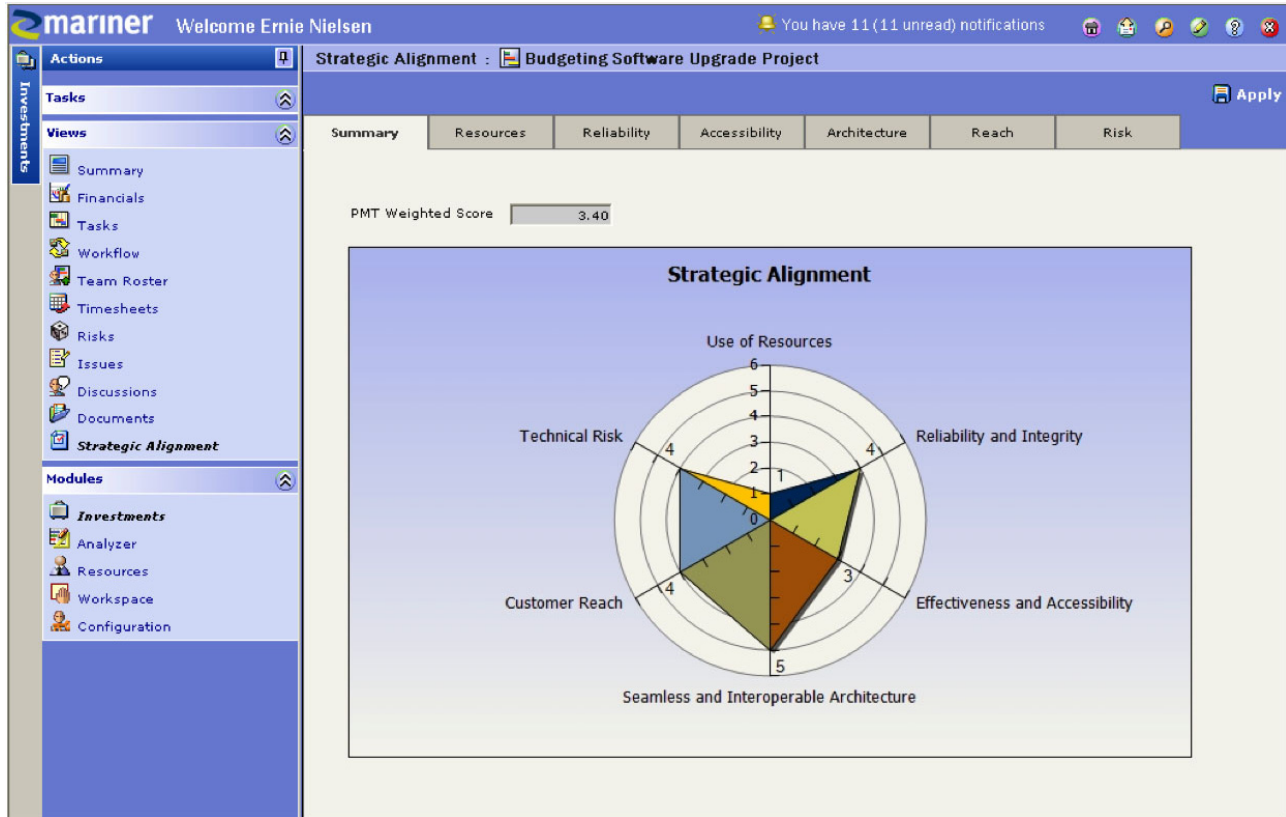 mariner Welcome Ernie Nielsen You have 11 (11 unread) notifications
Investments
Actions
Tasks
Views
Summary
Financials
Tasks
Workflow
Team Roster
Timesheets
Risks
Issues
Discussions
Documents
Strategic Alignment
Modules
Investments
Analyzer
Resources
Workspace
Configuration
Strategic Alignment : Budgeting Software Upgrade Project
Apply
Summary Resources Reliability Accessibility Architecture Reach Risk
PMT Weighted Score 3.40
Strategic Alignment
Use of Resources
6
5
4
3
2
1
0
1
Technical Risk 4
4 Reliability and Integrity
Customer Reach 4
3 Effectiveness and Accessibility
5
Seamless and Interoperable Architecture